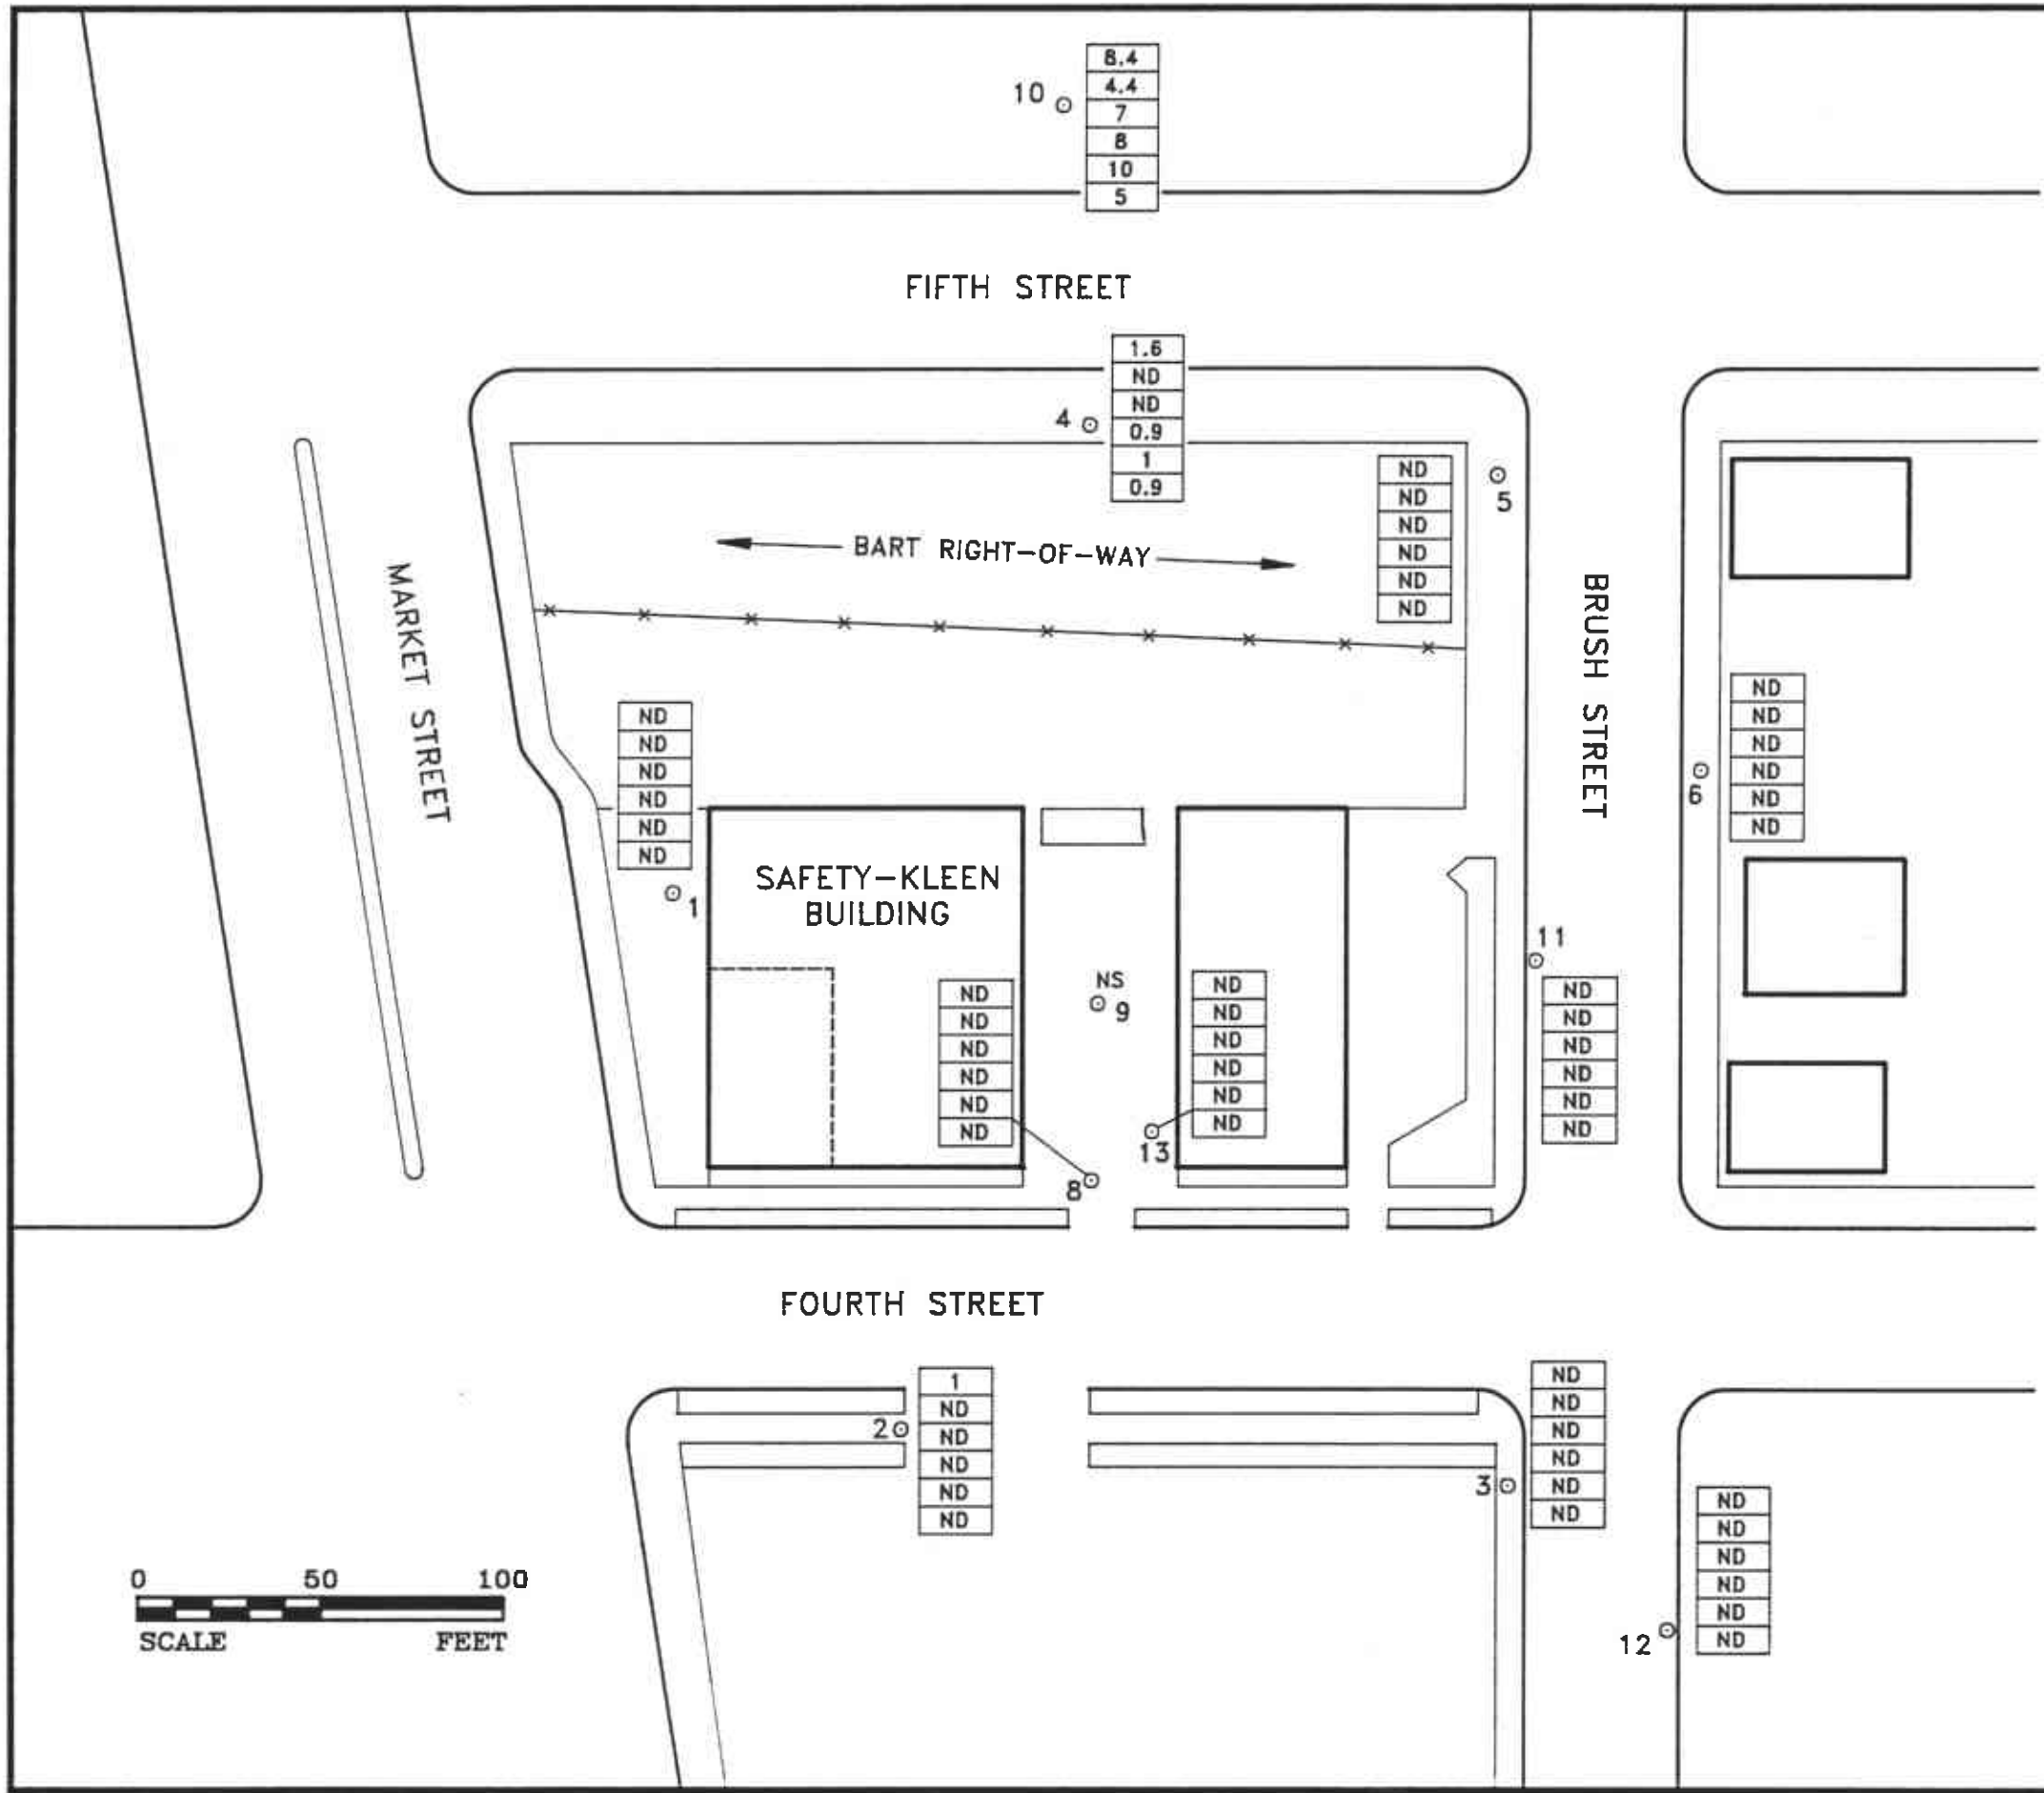 10
8.4
4.4
7
8
10
5
FIFTH STREET
4
1.6
ND
ND
0.9
1
0.9
ND
ND
ND
ND
ND
ND
5
BART RIGHT-OF-WAY
MARKET STREET
BRUSH STREET
ND
ND
ND
ND
ND
ND
1
ND
ND
ND
ND
ND
ND
6
SAFETY-KLEEN
BUILDING
ND
ND
ND
ND
ND
ND
8
NS
9
ND
ND
ND
ND
ND
ND
13
11
ND
ND
ND
ND
ND
ND
FOURTH STREET
2
1
ND
ND
ND
ND
ND
3
ND
ND
ND
ND
ND
ND
12
ND
ND
ND
ND
ND
ND
0 50 100
SCALE FEET